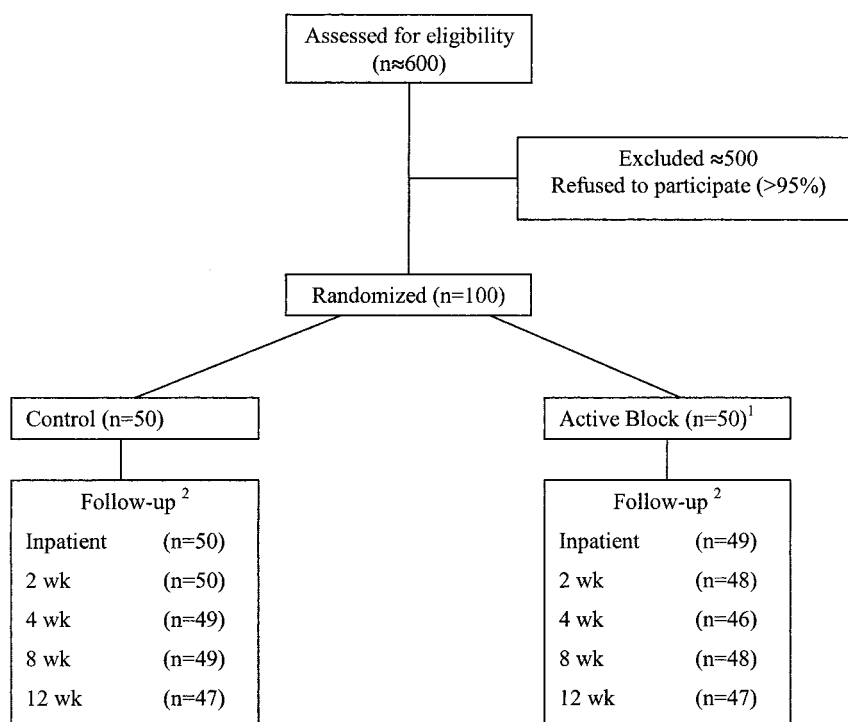 Assessed for eligibility
(n≈600)
Excluded ≈500
Refused to participate (>95%)
Randomized (n=100)
Control (n=50)
Active Block (n=50)¹
Follow-up ²
Inpatient (n=50)
2 wk (n=50)
4 wk (n=49)
8 wk (n=49)
12 wk (n=47)
Follow-up ²
Inpatient (n=49)
2 wk (n=48)
4 wk (n=46)
8 wk (n=48)
12 wk (n=47)